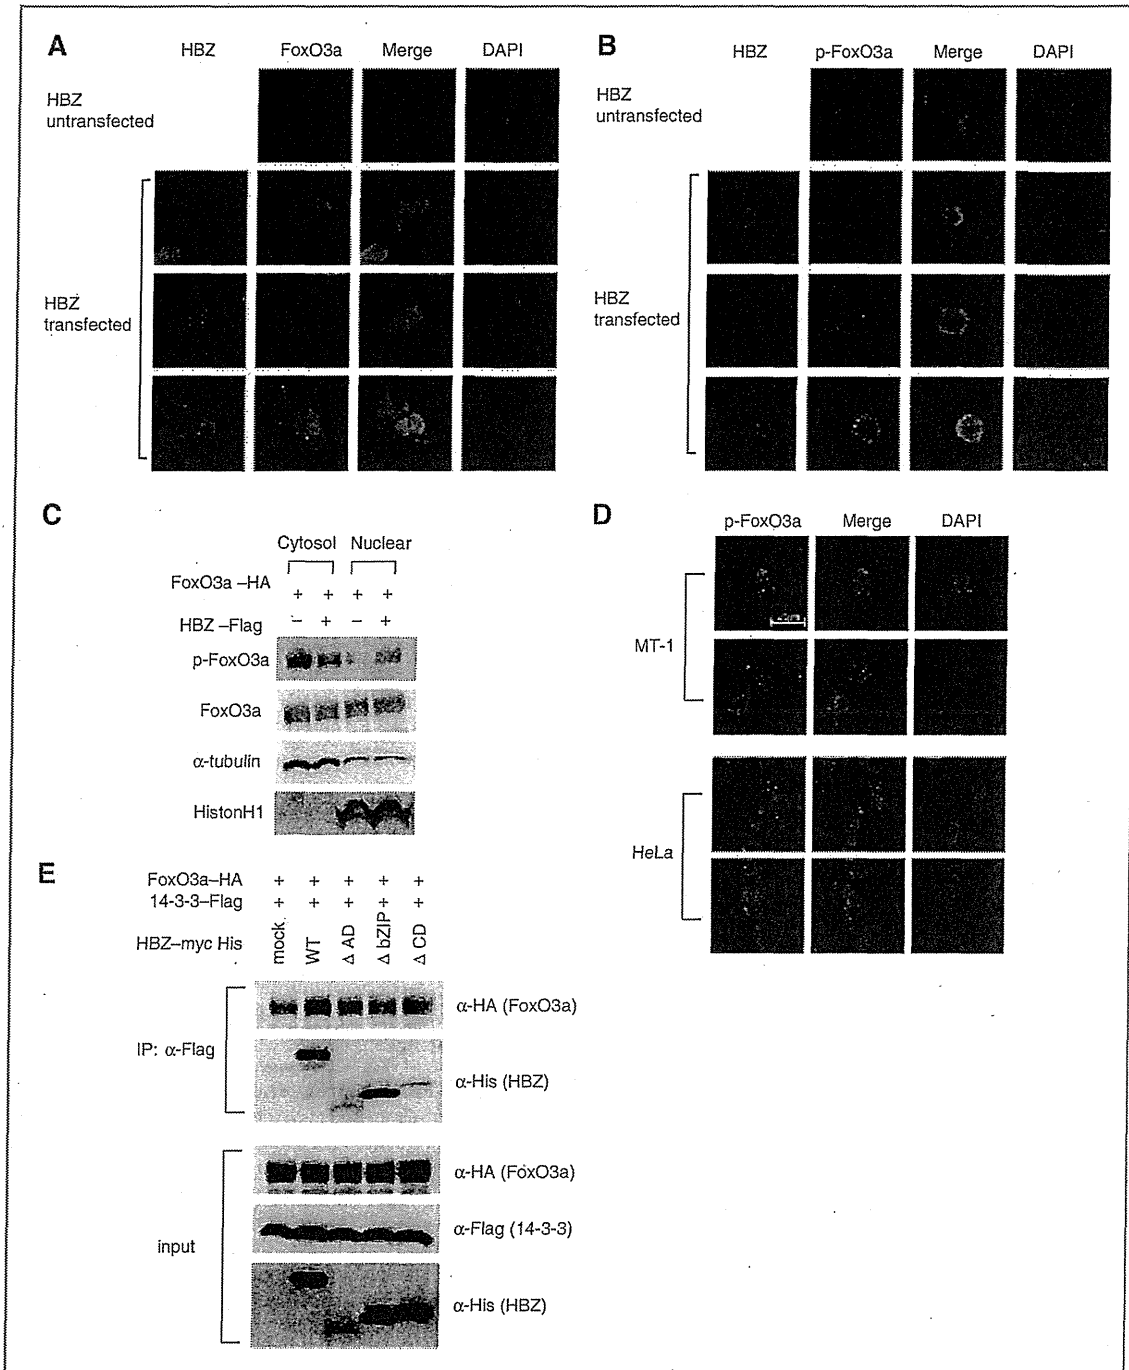 A
HBZ FoxO3a Merge DAPI
HBZ
untransfected
HBZ
transfected
B
HBZ p-FoxO3a Merge DAPI
HBZ
untransfected
HBZ
transfected
C
Cytosol Nuclear
FoxO3a –HA + + + +
HBZ –Flag – + – +
p-FoxO3a
FoxO3a
α-tubulin
HistonH1
D
p-FoxO3a Merge DAPI
MT-1
HeLa
E
FoxO3a–HA + + + + +
14-3-3–Flag + + + + +
HBZ–myc His mock WT Δ AD Δ bZIP Δ CD
IP: α-Flag
α-HA (FoxO3a)
α-His (HBZ)
input
α-HA (FoxO3a)
α-Flag (14-3-3)
α-His (HBZ)